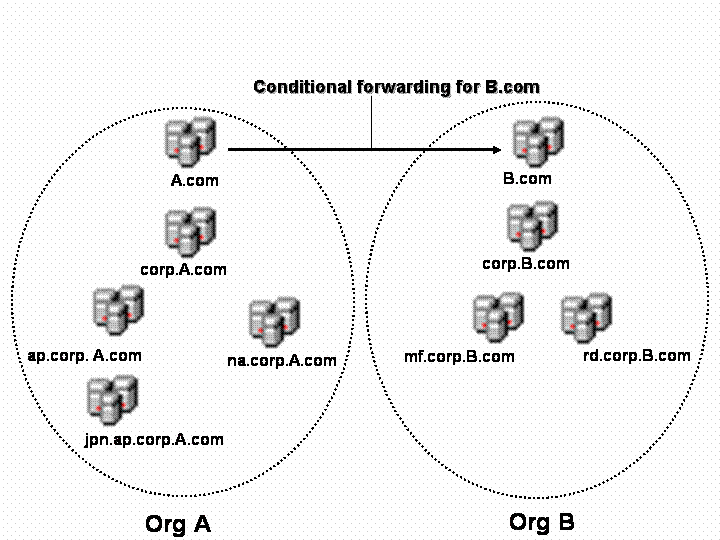 Conditional forwarding for B.com
A.com
B.com
corp.A.com
corp.B.com
ap.corp. A.com
na.corp.A.com
mf.corp.B.com
rd.corp.B.com
jpn.ap.corp.A.com
Org A
Org B